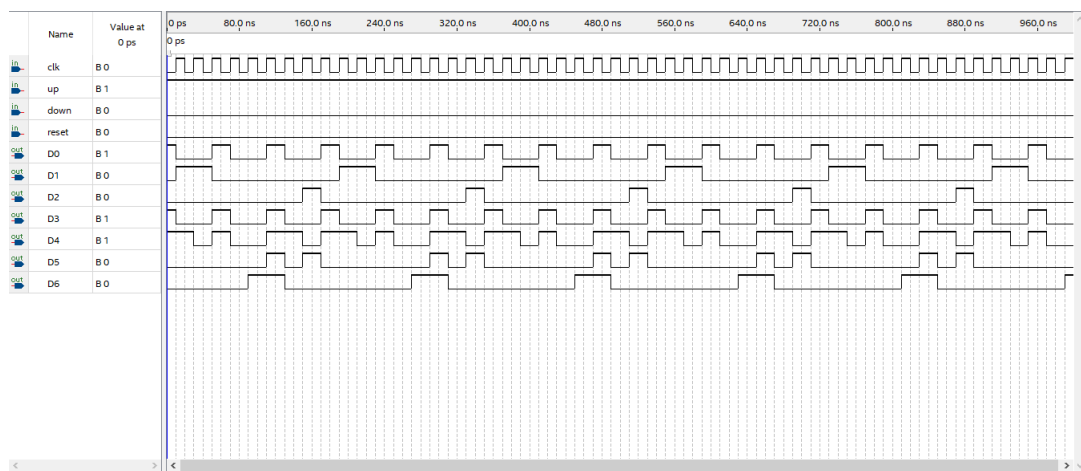 Name Value at 0 ps
0 ps 80.0 ns 160.0 ns 240.0 ns 320.0 ns 400.0 ns 480.0 ns 560.0 ns 640.0 ns 720.0 ns 800.0 ns 880.0 ns 960.0 ns
0 ps
in clk B 0
in up B 1
in down B 0
in reset B 0
out D0 B 1
out D1 B 0
out D2 B 0
out D3 B 1
out D4 B 1
out D5 B 0
out D6 B 0